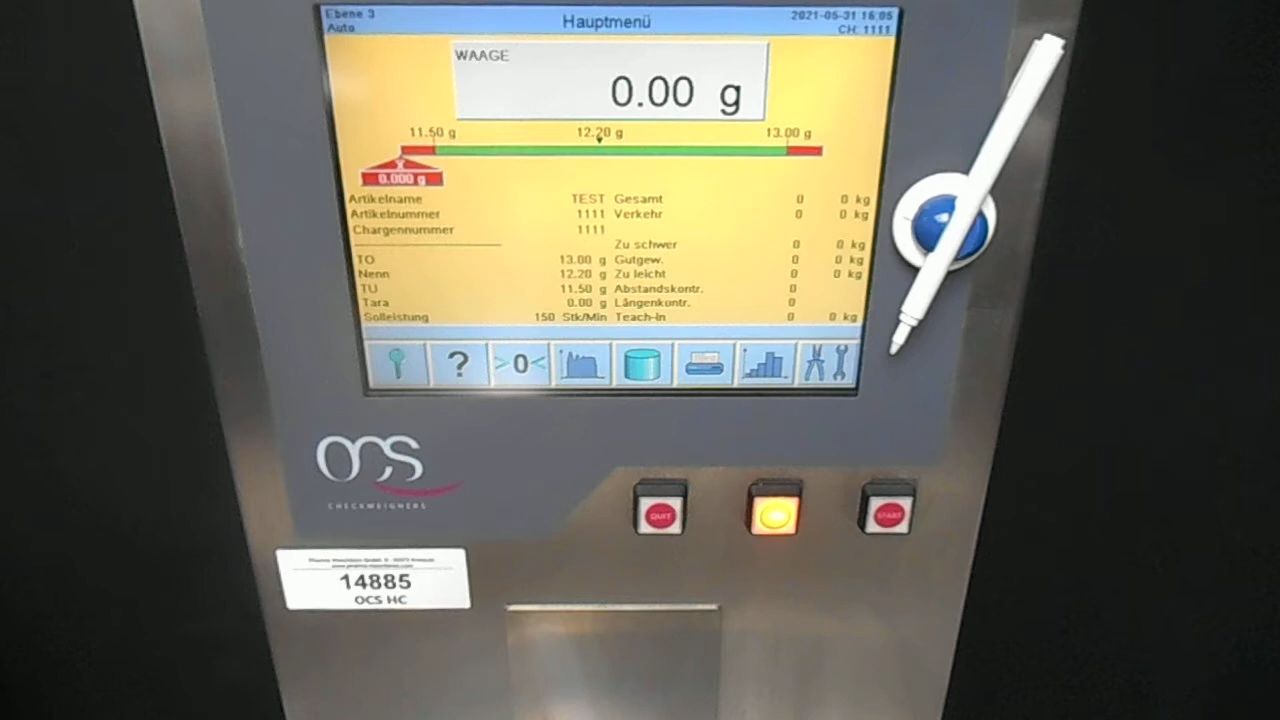 Ebene 3
Auto
Hauptmenü
2021-05-31 16:05
CH: 1111
WAAGE
0.00 g
11.50 g 12.20 g 13.00 g
X
0.000 g
Artikelname TEST Gesamt 0 0 kg
Artikelnummer 1111 Verkehr 0 0 kg
Chargennummer 1111
Zu schwer 0 0 kg
TO 13.00 g Gutgew. 0 0 kg
Nenn 12.20 g Zu leicht 0 0 kg
TU 11.50 g Abstandskontr. 0
Tara 0.00 g Längenkontr. 0
Solleistung 150 Stk/Min Teach-In 0 0 kg
? >0<
OCS
CHECKWEIGHERS
QUIT
START
14885
OCS HC